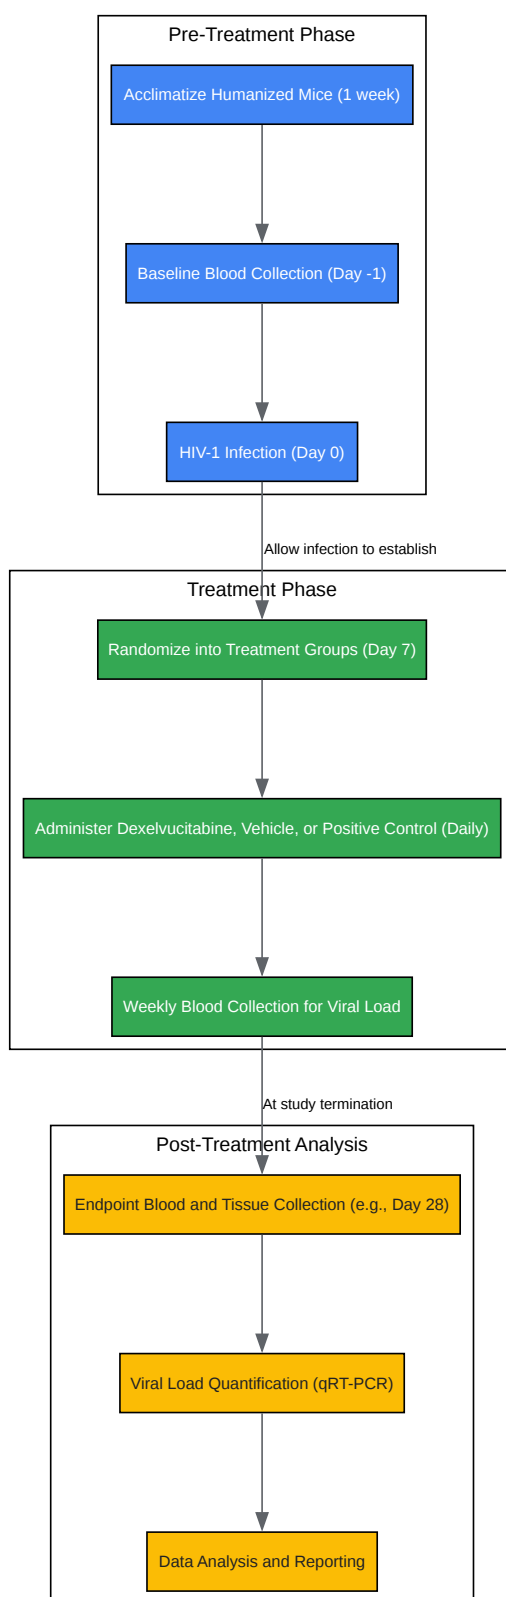 Pre-Treatment Phase
Acclimatize Humanized Mice (1 week)
Baseline Blood Collection (Day -1)
HIV-1 Infection (Day 0)
Allow infection to establish
Treatment Phase
Randomize into Treatment Groups (Day 7)
Administer Dexelvucitabine, Vehicle, or Positive Control (Daily)
Weekly Blood Collection for Viral Load
At study termination
Post-Treatment Analysis
Endpoint Blood and Tissue Collection (e.g., Day 28)
Viral Load Quantification (qRT-PCR)
Data Analysis and Reporting